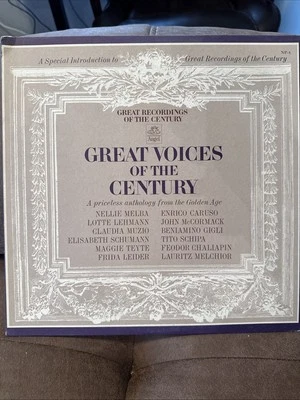 A Special Introduction to Great Recordings of the Century
GREAT RECORDINGS
OF THE CENTURY
GREAT VOICES
OF THE
CENTURY
A priceless anthology from the Golden Age
NELLIE MELBA ENRICO CARUSO
LOTTE LEHMANN JOHN McCORMACK
CLAUDIA MUZIO BENIAMINO GIGLI
ELISABETH SCHUMANN TITO SCHIPA
MAGGIE TEYTE FEODOR CHALIAPIN
FRIDA LEIDER LAURITZ MELCHIOR